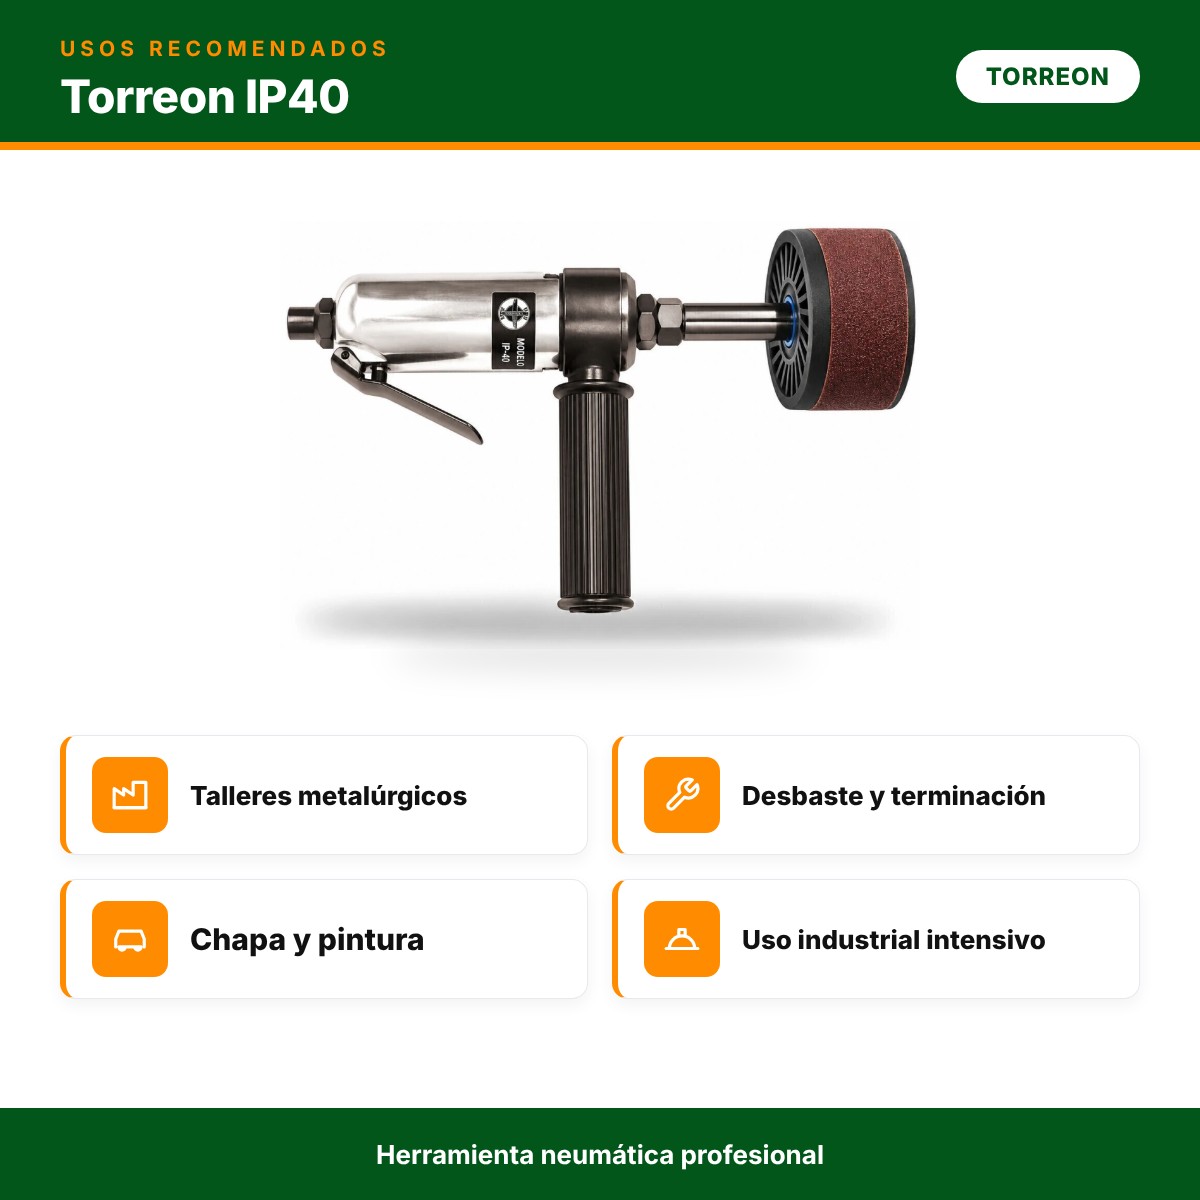 USOS RECOMENDADOS
Torreon IP40
TORREON
MODELO
IP-40
Talleres metalúrgicos
Desbaste y terminación
Chapa y pintura
Uso industrial intensivo
Herramienta neumática profesional